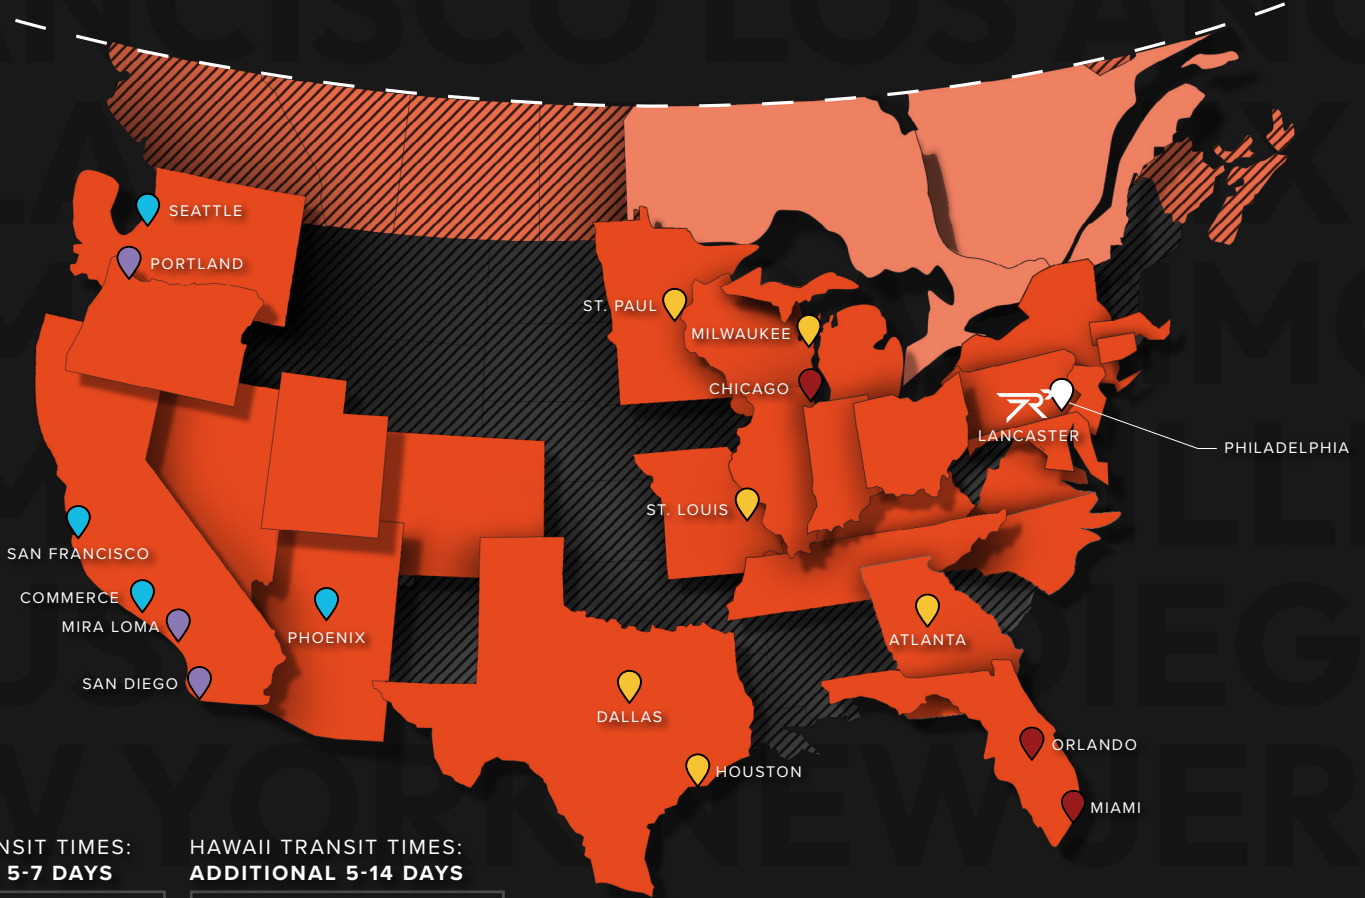 SEATTLE
PORTLAND
ST. PAUL
MILWAUKEE
CHICAGO
LANCASTER
PHILADELPHIA
ST. LOUIS
SAN FRANCISCO
COMMERCE
MIRA LOMA
PHOENIX
ATLANTA
SAN DIEGO
DALLAS
ORLANDO
HOUSTON
MIAMI
NSIT TIMES:
5-7 DAYS
HAWAII TRANSIT TIMES:
ADDITIONAL 5-14 DAYS